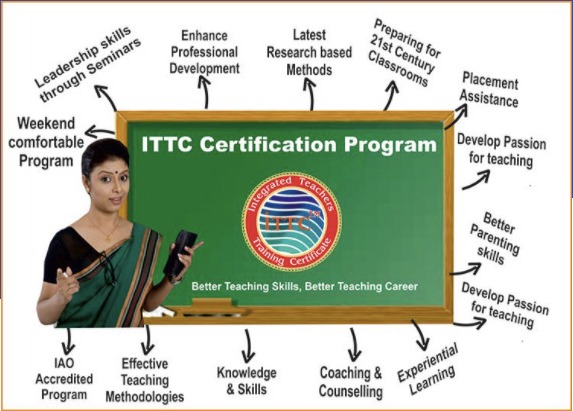 Leadership skills
through Seminars
Enhance
Professional
Development
Latest
Research based
Methods
Preparing for
21st Century
Classrooms
Placement
Assistance
Weekend
comfortable
Program
ITTC Certification Program
Develop Passion
for teaching
Integrated Teachers
iTTC
Training Certificate
Better
Parenting
skills
Better Teaching Skills, Better Teaching Career
Develop Passion
for teaching
IAO
Accredited
Program
Effective
Teaching
Methodologies
Knowledge
& Skills
Coaching &
Counselling
Experiential
Learning